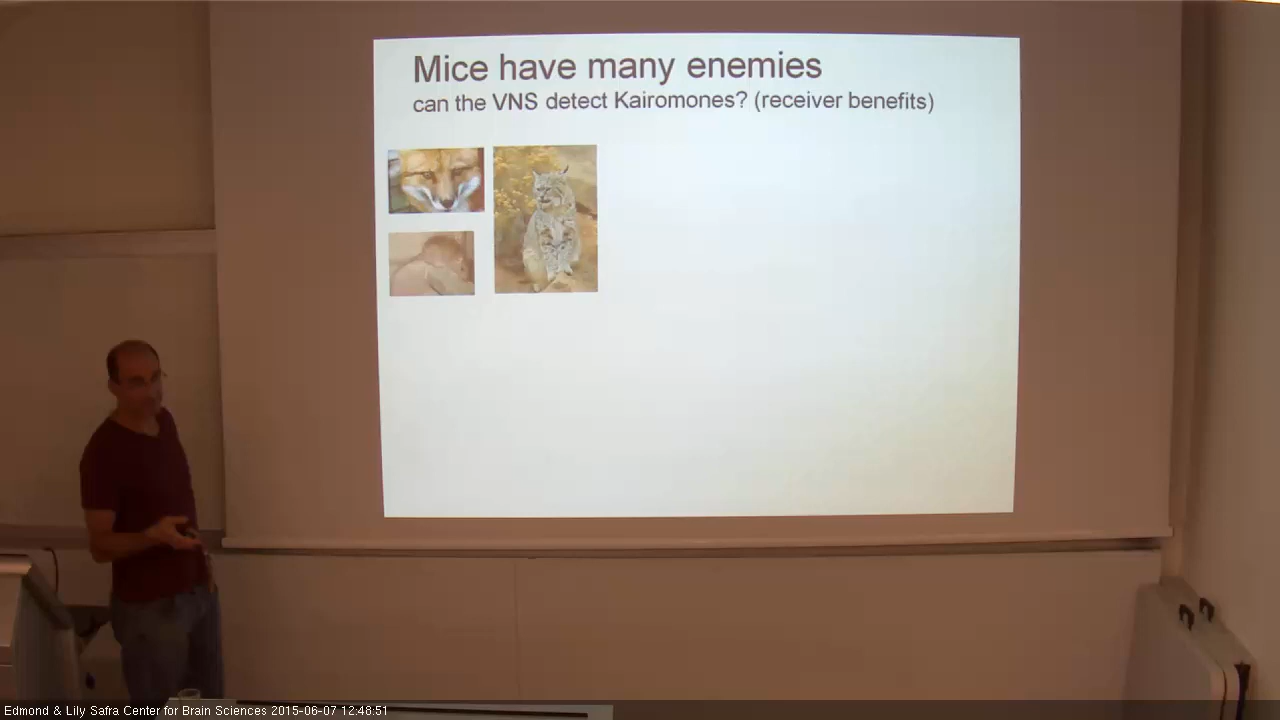 Mice have many enemies
can the VNS detect Kairomones? (receiver benefits)
Edmond & Lily Safra Center for Brain Sciences 2015-06-07 12:48:51